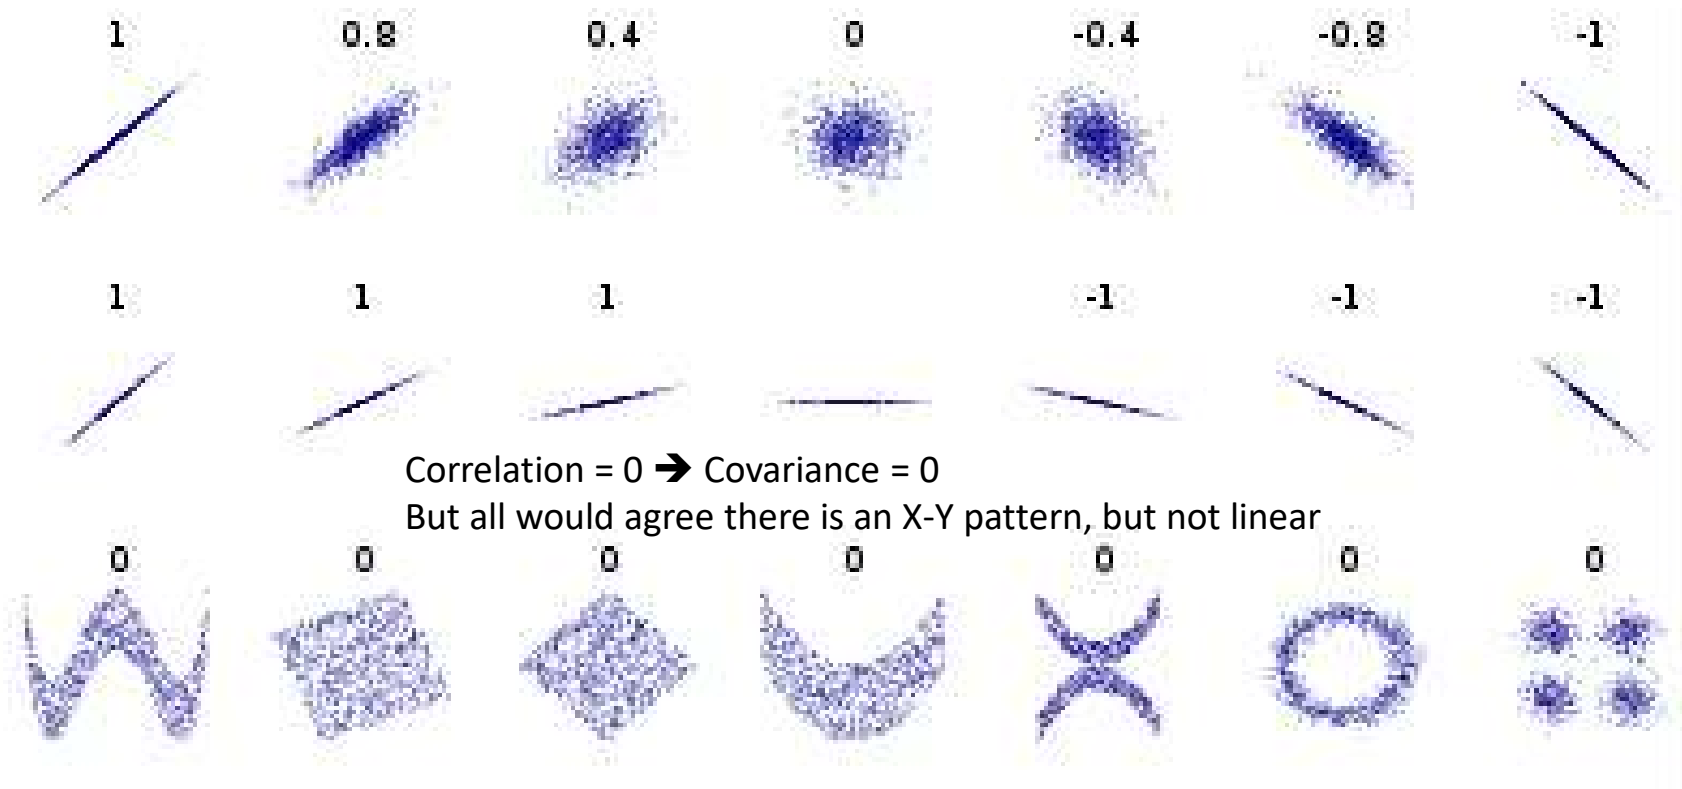 1 0.8 0.4 0 -0.4 -0.8 -1
1 1 1 -1 -1 -1
Correlation = 0 ➔ Covariance = 0
But all would agree there is an X-Y pattern, but not linear
0 0 0 0 0 0 0